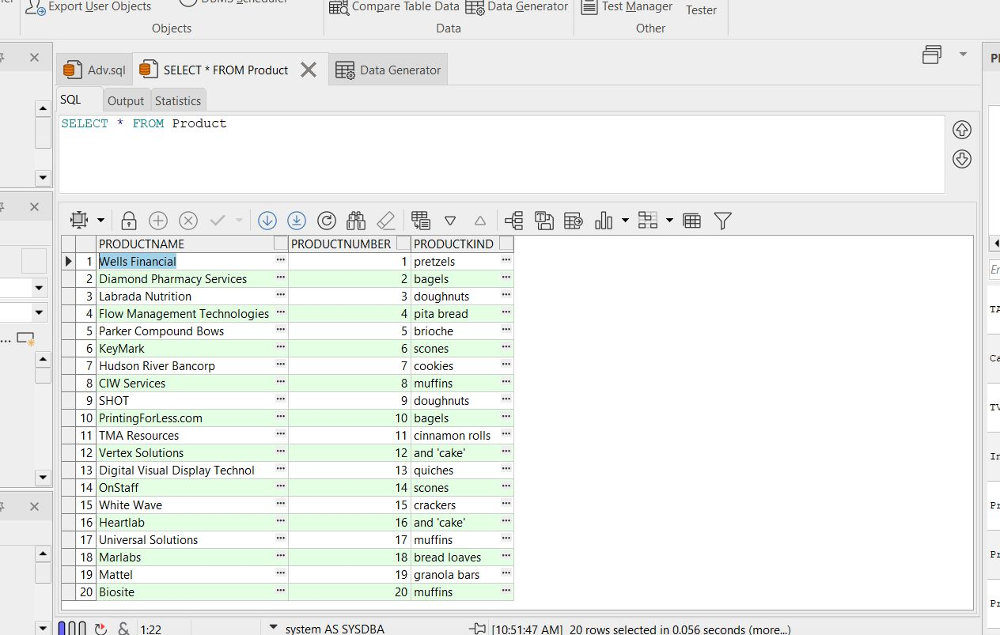 Export User Objects
Compare Table Data
Data Generator
Test Manager
Tester
Objects
Data
Other
Adv.sql
SELECT * FROM Product
Data Generator
SQL
Output
Statistics
SELECT * FROM Product
PRODUCTNAME PRODUCTNUMBER PRODUCTKIND
1 Wells Financial 1 pretzels
2 Diamond Pharmacy Services 2 bagels
3 Labrada Nutrition 3 doughnuts
4 Flow Management Technologies 4 pita bread
5 Parker Compound Bows 5 brioche
6 KeyMark 6 scones
7 Hudson River Bancorp 7 cookies
8 CIW Services 8 muffins
9 SHOT 9 doughnuts
10 PrintingForLess.com 10 bagels
11 TMA Resources 11 cinnamon rolls
12 Vertex Solutions 12 and 'cake'
13 Digital Visual Display Technol 13 quiches
14 OnStaff 14 scones
15 White Wave 15 crackers
16 Heartlab 16 and 'cake'
17 Universal Solutions 17 muffins
18 Marlabs 18 bread loaves
19 Mattel 19 granola bars
20 Biosite 20 muffins
1:22
system AS SYSDBA
[10:51:47 AM] 20 rows selected in 0.056 seconds (more...)